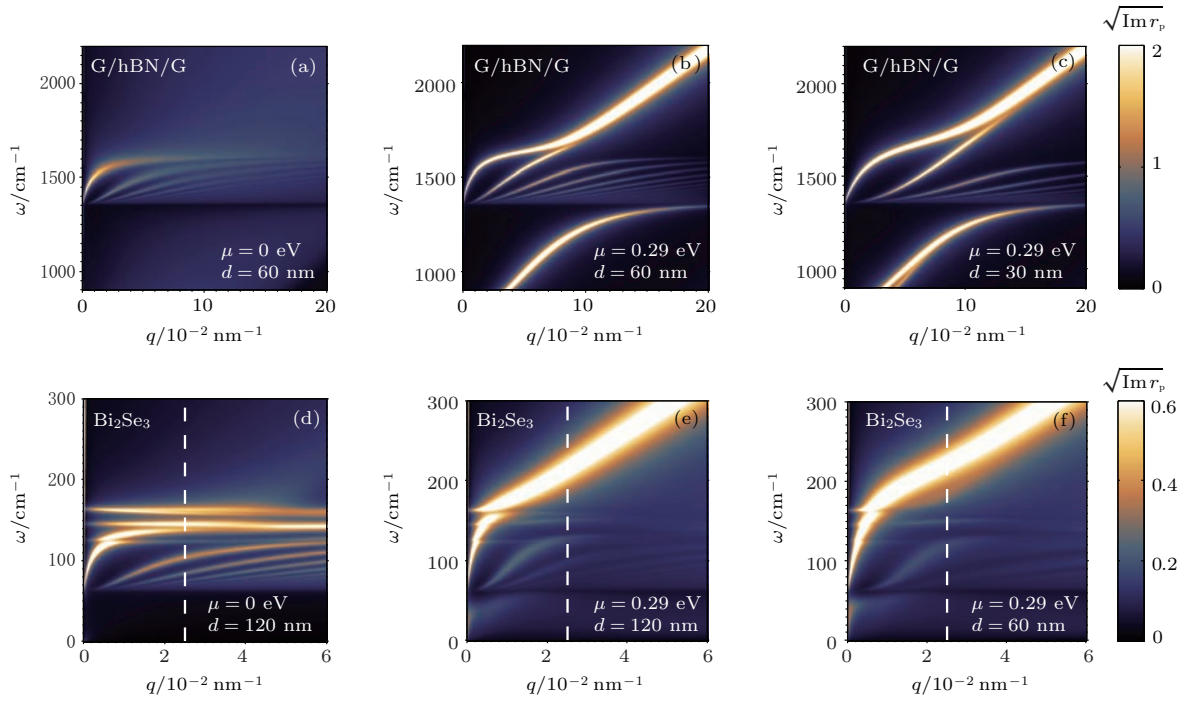 √Im rₚ
G/hBN/G
(a)
2000
1500
1000
ω/cm⁻¹
μ = 0 eV
d = 60 nm
0
10
20
q/10⁻² nm⁻¹
G/hBN/G
(b)
2000
1500
1000
ω/cm⁻¹
μ = 0.29 eV
d = 60 nm
0
10
20
q/10⁻² nm⁻¹
G/hBN/G
(c)
2000
1500
1000
ω/cm⁻¹
μ = 0.29 eV
d = 30 nm
0
10
20
q/10⁻² nm⁻¹
2
1
0
√Im rₚ
Bi₂Se₃
(d)
300
200
100
0
ω/cm⁻¹
μ = 0 eV
d = 120 nm
0
2
4
6
q/10⁻² nm⁻¹
Bi₂Se₃
(e)
300
200
100
0
ω/cm⁻¹
μ = 0.29 eV
d = 120 nm
0
2
4
6
q/10⁻² nm⁻¹
Bi₂Se₃
(f)
300
200
100
0
ω/cm⁻¹
μ = 0.29 eV
d = 60 nm
0
2
4
6
q/10⁻² nm⁻¹
0.6
0.4
0.2
0